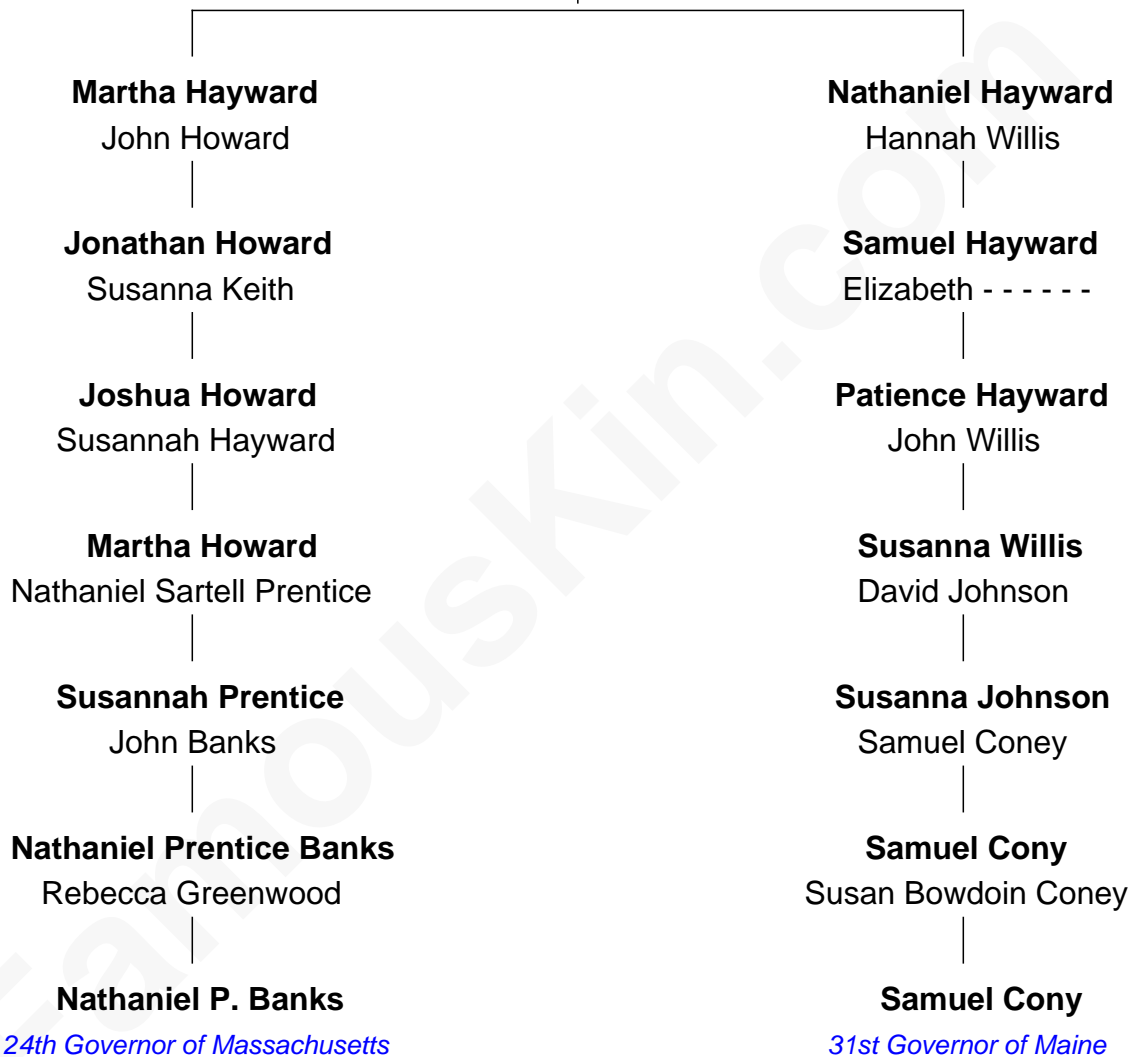 Martha Hayward
John Howard
Nathaniel Hayward
Hannah Willis
Jonathan Howard
Susanna Keith
Samuel Hayward
Elizabeth - - - - - -
Joshua Howard
Susannah Hayward
Patience Hayward
John Willis
Martha Howard
Nathaniel Sartell Prentice
Susanna Willis
David Johnson
Susannah Prentice
John Banks
Susanna Johnson
Samuel Coney
Nathaniel Prentice Banks
Rebecca Greenwood
Samuel Cony
Susan Bowdoin Coney
Nathaniel P. Banks
24th Governor of Massachusetts
Samuel Cony
31st Governor of Maine
FamousKin.com